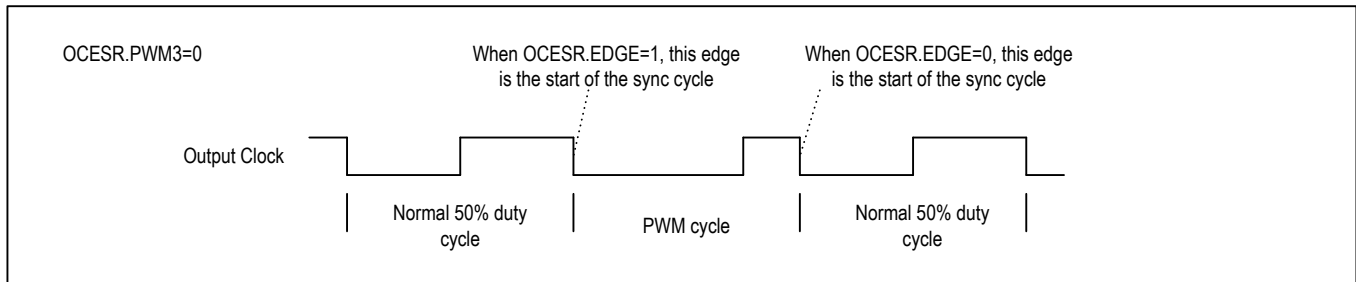 OCESR.PWM3=0
When OCESR.EDGE=1, this edge
is the start of the sync cycle
When OCESR.EDGE=0, this edge
is the start of the sync cycle
Output Clock
Normal 50% duty
cycle
PWM cycle
Normal 50% duty
cycle